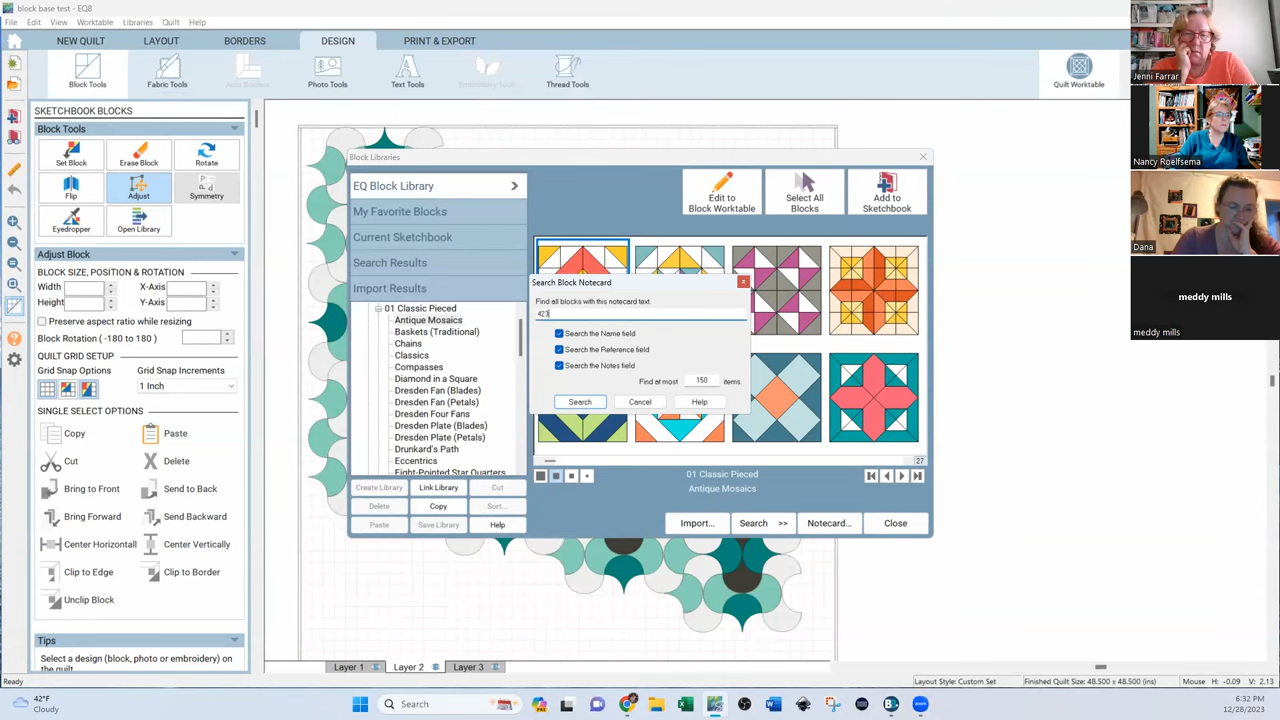 block base test - EQ8
File Edit View Worktable Libraries Quilt Help
NEW QUILT LAYOUT BORDERS DESIGN PRINT & EXPORT
Block Tools Fabric Tools Photo Tools Text Tools Thread Tools Quilt Worktable
SKETCHBOOK BLOCKS
Block Tools
Set Block Erase Block Rotate
Flip Adjust Symmetry
Eyedropper Open Library
Adjust Block
BLOCK SIZE, POSITION & ROTATION
Width X-Axis
Height Y-Axis
Preserve aspect ratio while resizing
Block Rotation (-180 to 180)
QUILT GRID SETUP
Grid Snap Options Grid Snap Increments
1 Inch
SINGLE SELECT OPTIONS
Copy Paste
Cut Delete
Bring to Front Send to Back
Bring Forward Send Backward
Center Horizontall Center Vertically
Clip to Edge Clip to Border
Unclip Block
Tips
Select a design (block, photo or embroidery) on
the quilt.
Block Libraries
EQ Block Library
My Favorite Blocks
Current Sketchbook
Search Results
Import Results
01 Classic Pieced
Antique Mosaics
Baskets (Traditional)
Chains
Classics
Compasses
Diamond in a Square
Dresden Fan (Blades)
Dresden Fan (Petals)
Dresden Four Fans
Dresden Plate (Blades)
Dresden Plate (Petals)
Drunkard's Path
Eccentrics
Eight-Pointed Star Quarters
Create Library Link Library Cut
Delete Copy Sort...
Paste Save Library Help
Edit to
Block Worktable
Select All
Blocks
Add to
Sketchbook
Search Block Notecard
Find all blocks with this notecard text.
423
Search the Name field
Search the Reference field
Search the Notes field
Find at most 150 items.
Search Cancel Help
27
01 Classic Pieced
Antique Mosaics
Import... Search >> Notecard... Close
Layer 1 Layer 2 Layer 3
Ready
Layout Style: Custom Set Finished Quilt Size: 48.500 x 48.500 (ins) Mouse H: -0.09 V: 2.13
42°F
Cloudy
Search
6:32 PM
12/28/2023
Jenni Farrar
Nancy Roelfsema
Dana
meddy mills
meddy mills